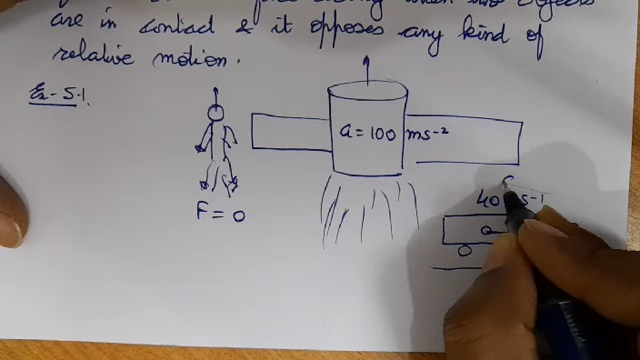 are in contact & it opposes any kind of
relative motion.
Ex-5.1.
a = 100 ms-2
F = 0
40 s-1